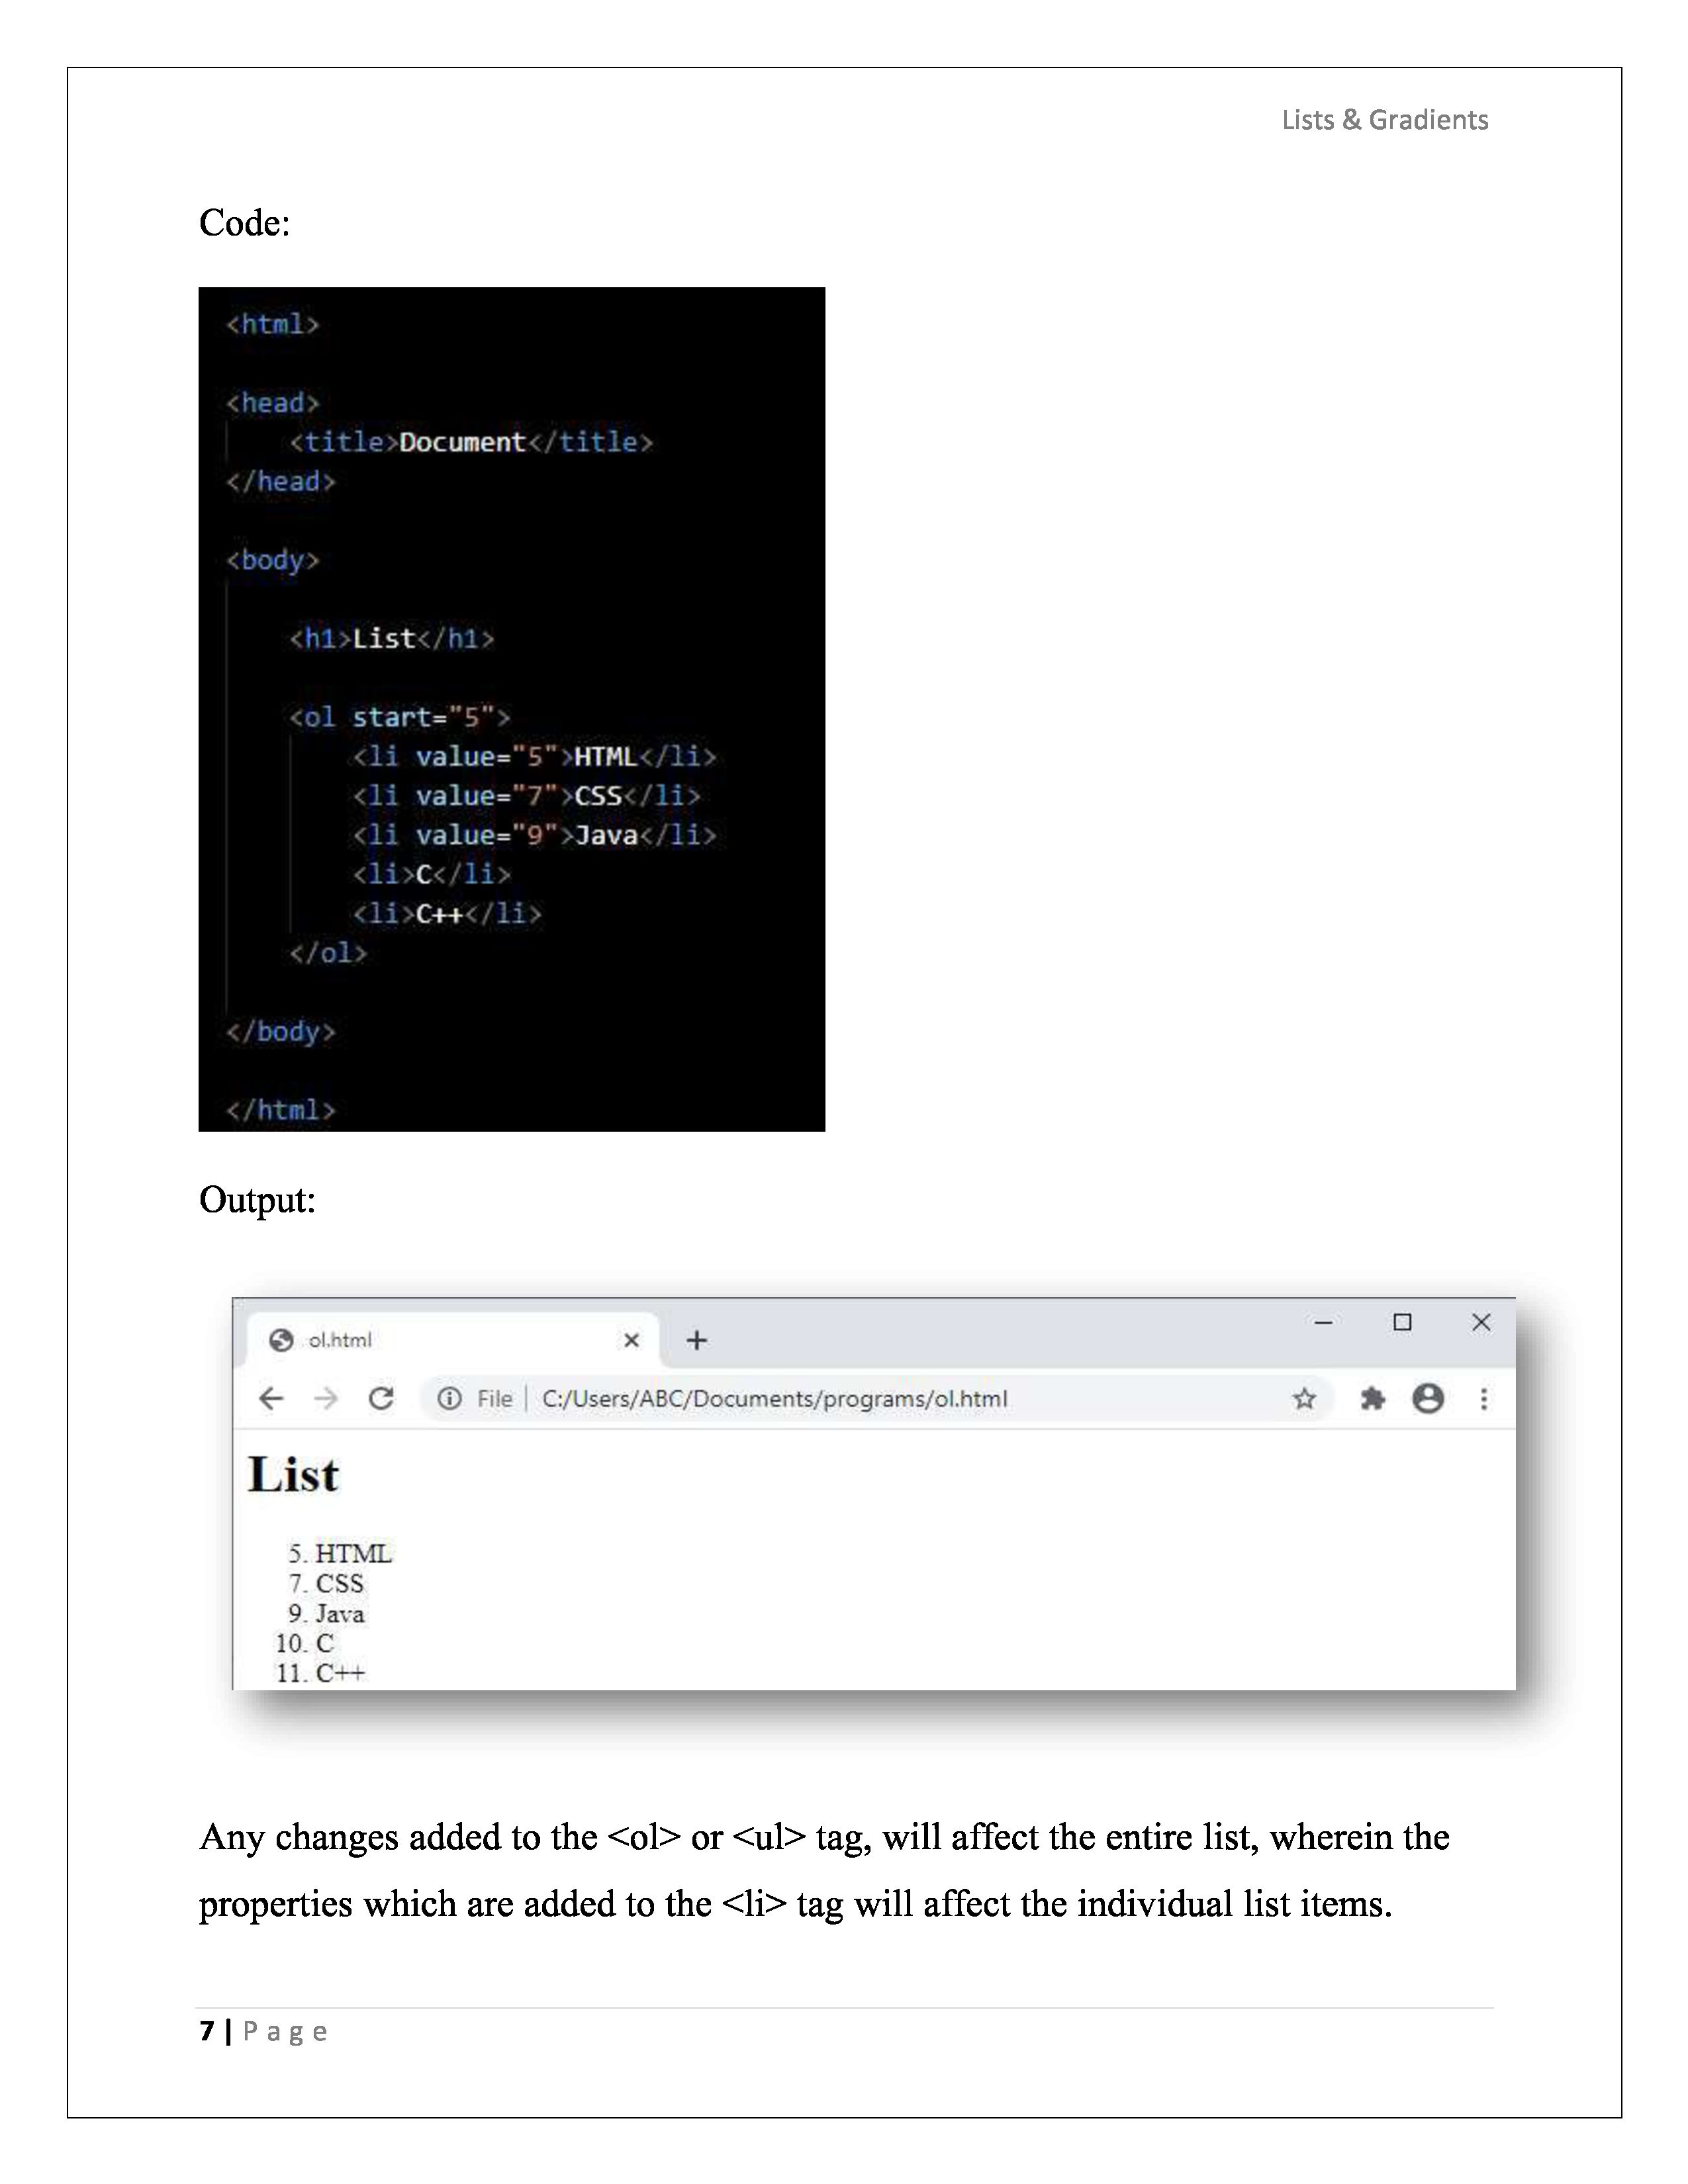 Lists & Gradients
Code:
<html>
<head>
<title>Document</title>
</head>
<body>
<h1>List</h1>
<ol start="5">
<li value="5">HTML</li>
<li value="7">CSS</li>
<li value="9">Java</li>
<li>C</li>
<li>C++</li>
</ol>
</body>
</html>
Output:
ol.html
File | C:/Users/ABC/Documents/programs/ol.html
List
5. HTML
7. CSS
9. Java
10. C
11. C++
Any changes added to the <ol> or <ul> tag, will affect the entire list, wherein the
properties which are added to the <li> tag will affect the individual list items.
7 | Page